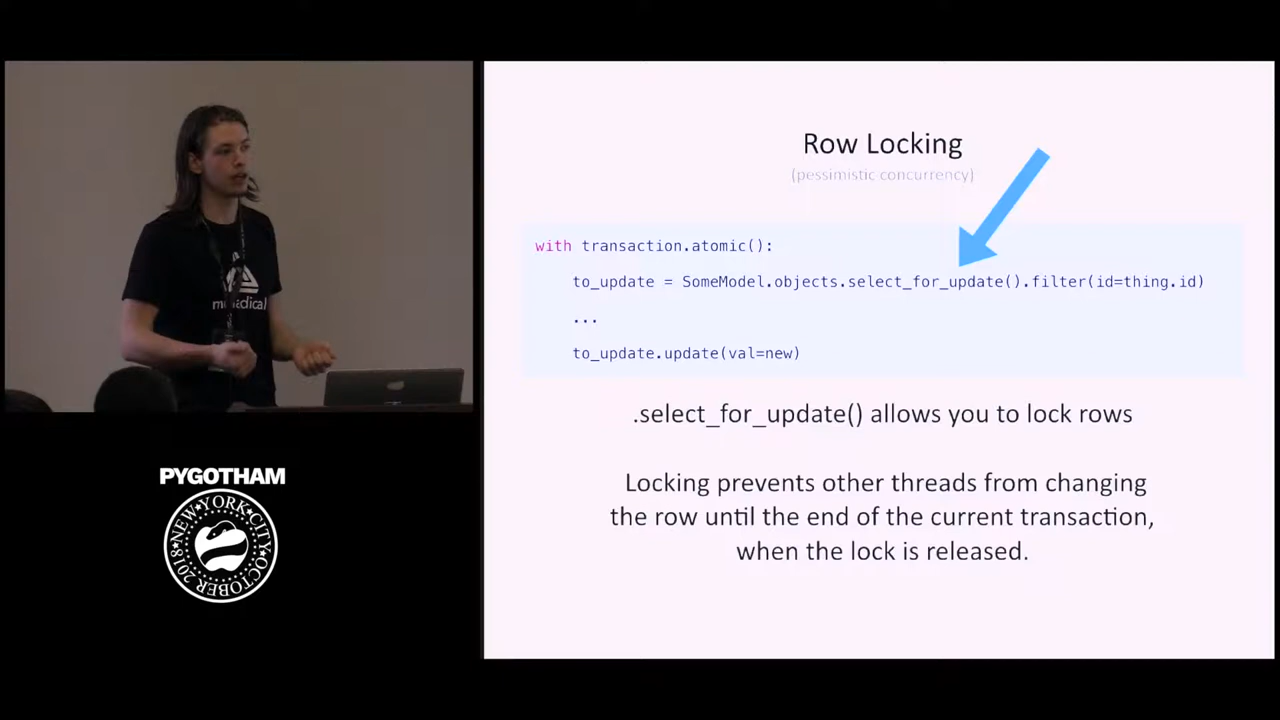 Row Locking
(pessimistic concurrency)
with transaction.atomic():
to_update = SomeModel.objects.select_for_update().filter(id=thing.id)
...
to_update.update(val=new)
.select_for_update() allows you to lock rows
Locking prevents other threads from changing
the row until the end of the current transaction,
when the lock is released.
PYGOTHAM
NEW YORK CITY
OCTOBER 2018